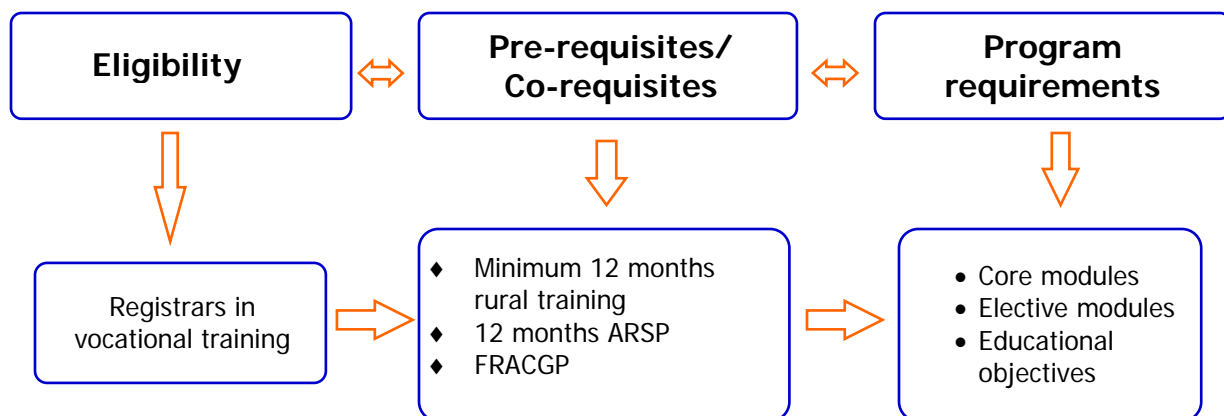 Eligibility
Pre-requisites/
Co-requisites
Program
requirements
Registrars in
vocational training
♦ Minimum 12 months
rural training
♦ 12 months ARSP
♦ FRACGP
• Core modules
• Elective modules
• Educational
objectives